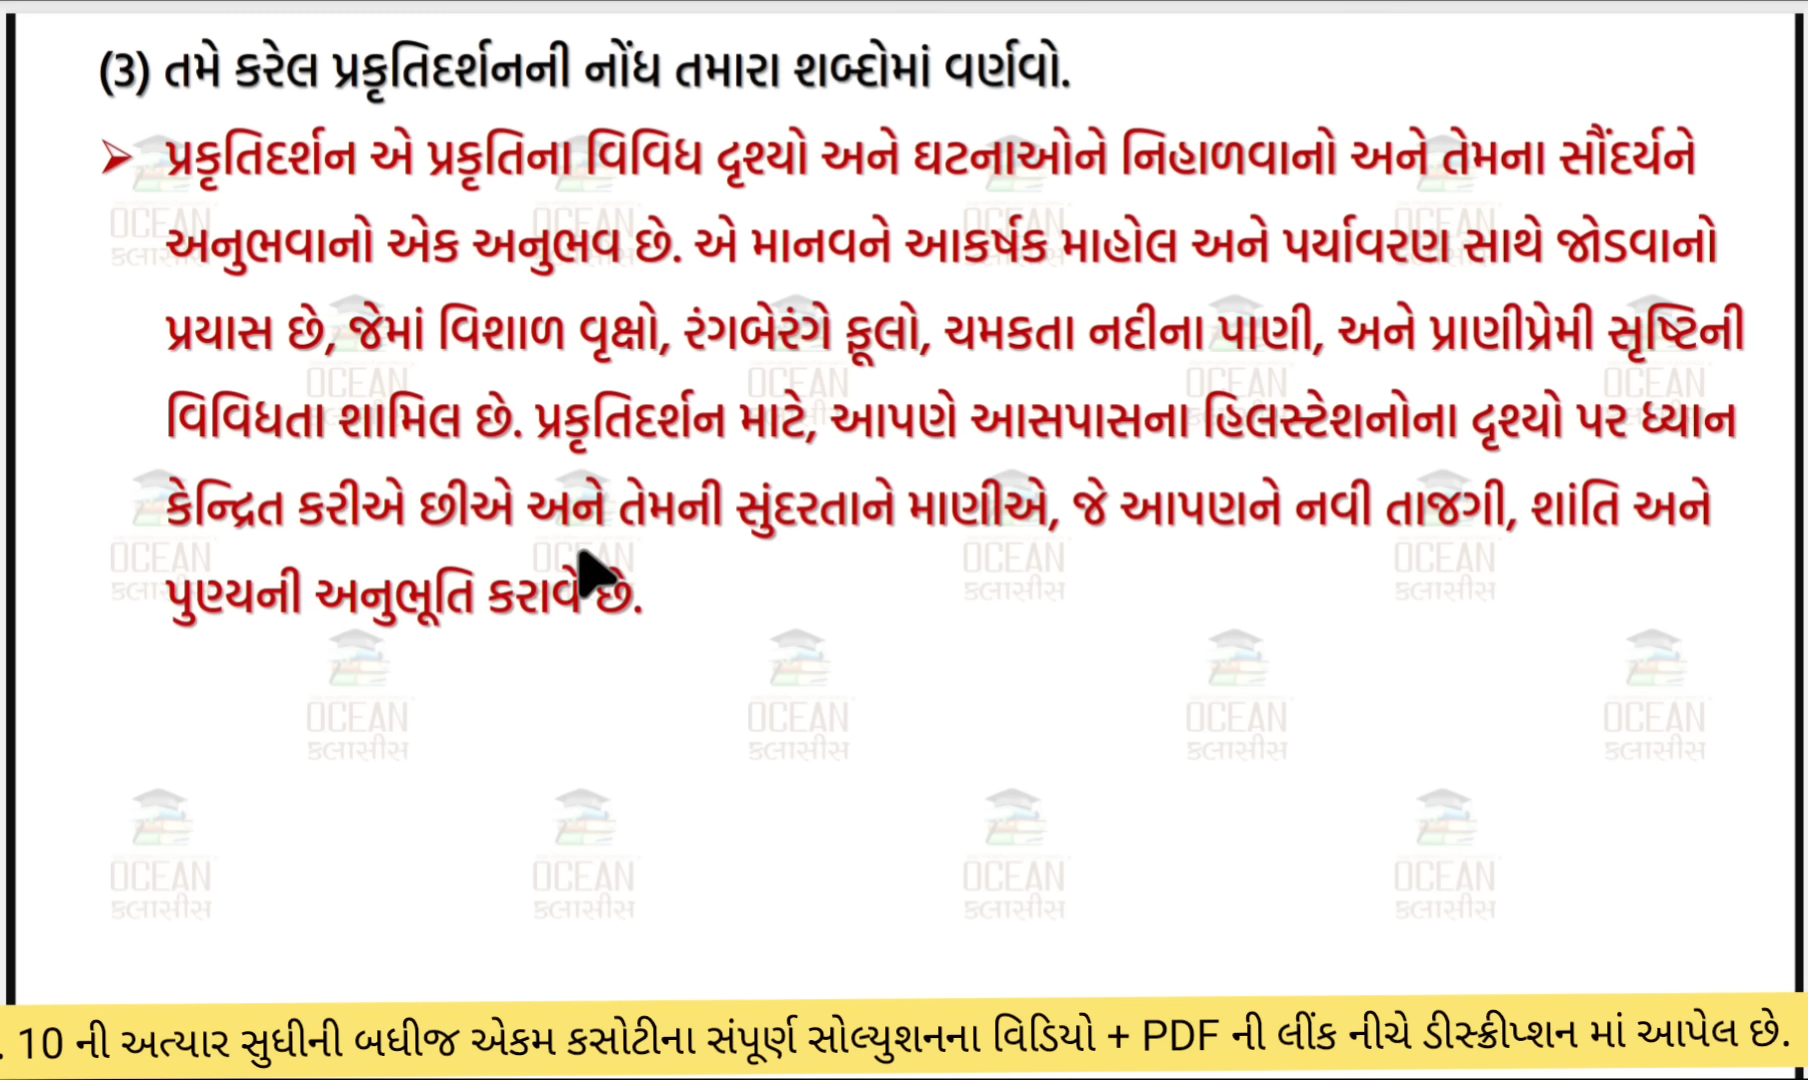 (3) તમે કરેલ પ્રકૃતિદર્શનની નોંધ તમારા શબ્દોમાં વર્ણવો.
➢ પ્રકૃતિદર્શન એ પ્રકૃતિના વિવિધ દૃશ્યો અને ઘટનાઓને નિહાળવાનો અને તેમના સૌંદર્યને
અનુભવાનો એક અનુભવ છે. એ માનવને આકર્ષક માહોલ અને પર્યાવરણ સાથે જોડવાનો
પ્રયાસ છે, જેમાં વિશાળ વૃક્ષો, રંગબેરંગે ફૂલો, ચમકતા નદીના પાણી, અને પ્રાણીપ્રેમી સૃષ્ટિની
વિવિધતા શામિલ છે. પ્રકૃતિદર્શન માટે, આપણે આસપાસના હિલસ્ટેશનોના દૃશ્યો પર ધ્યાન
કેન્દ્રિત કરીએ છીએ અને તેમની સુંદરતાને માણીએ, જે આપણને નવી તાજગી, શાંતિ અને
પુણ્યની અનુભૂતિ કરાવે છે.
OCEAN
ક્લાસીસ
. 10 ની અત્યાર સુધીની બધીજ એકમ કસોટીના સંપૂર્ણ સોલ્યુશનના વિડિયો + PDF ની લીંક નીચે ડીસ્ક્રીપ્શન માં આપેલ છે.